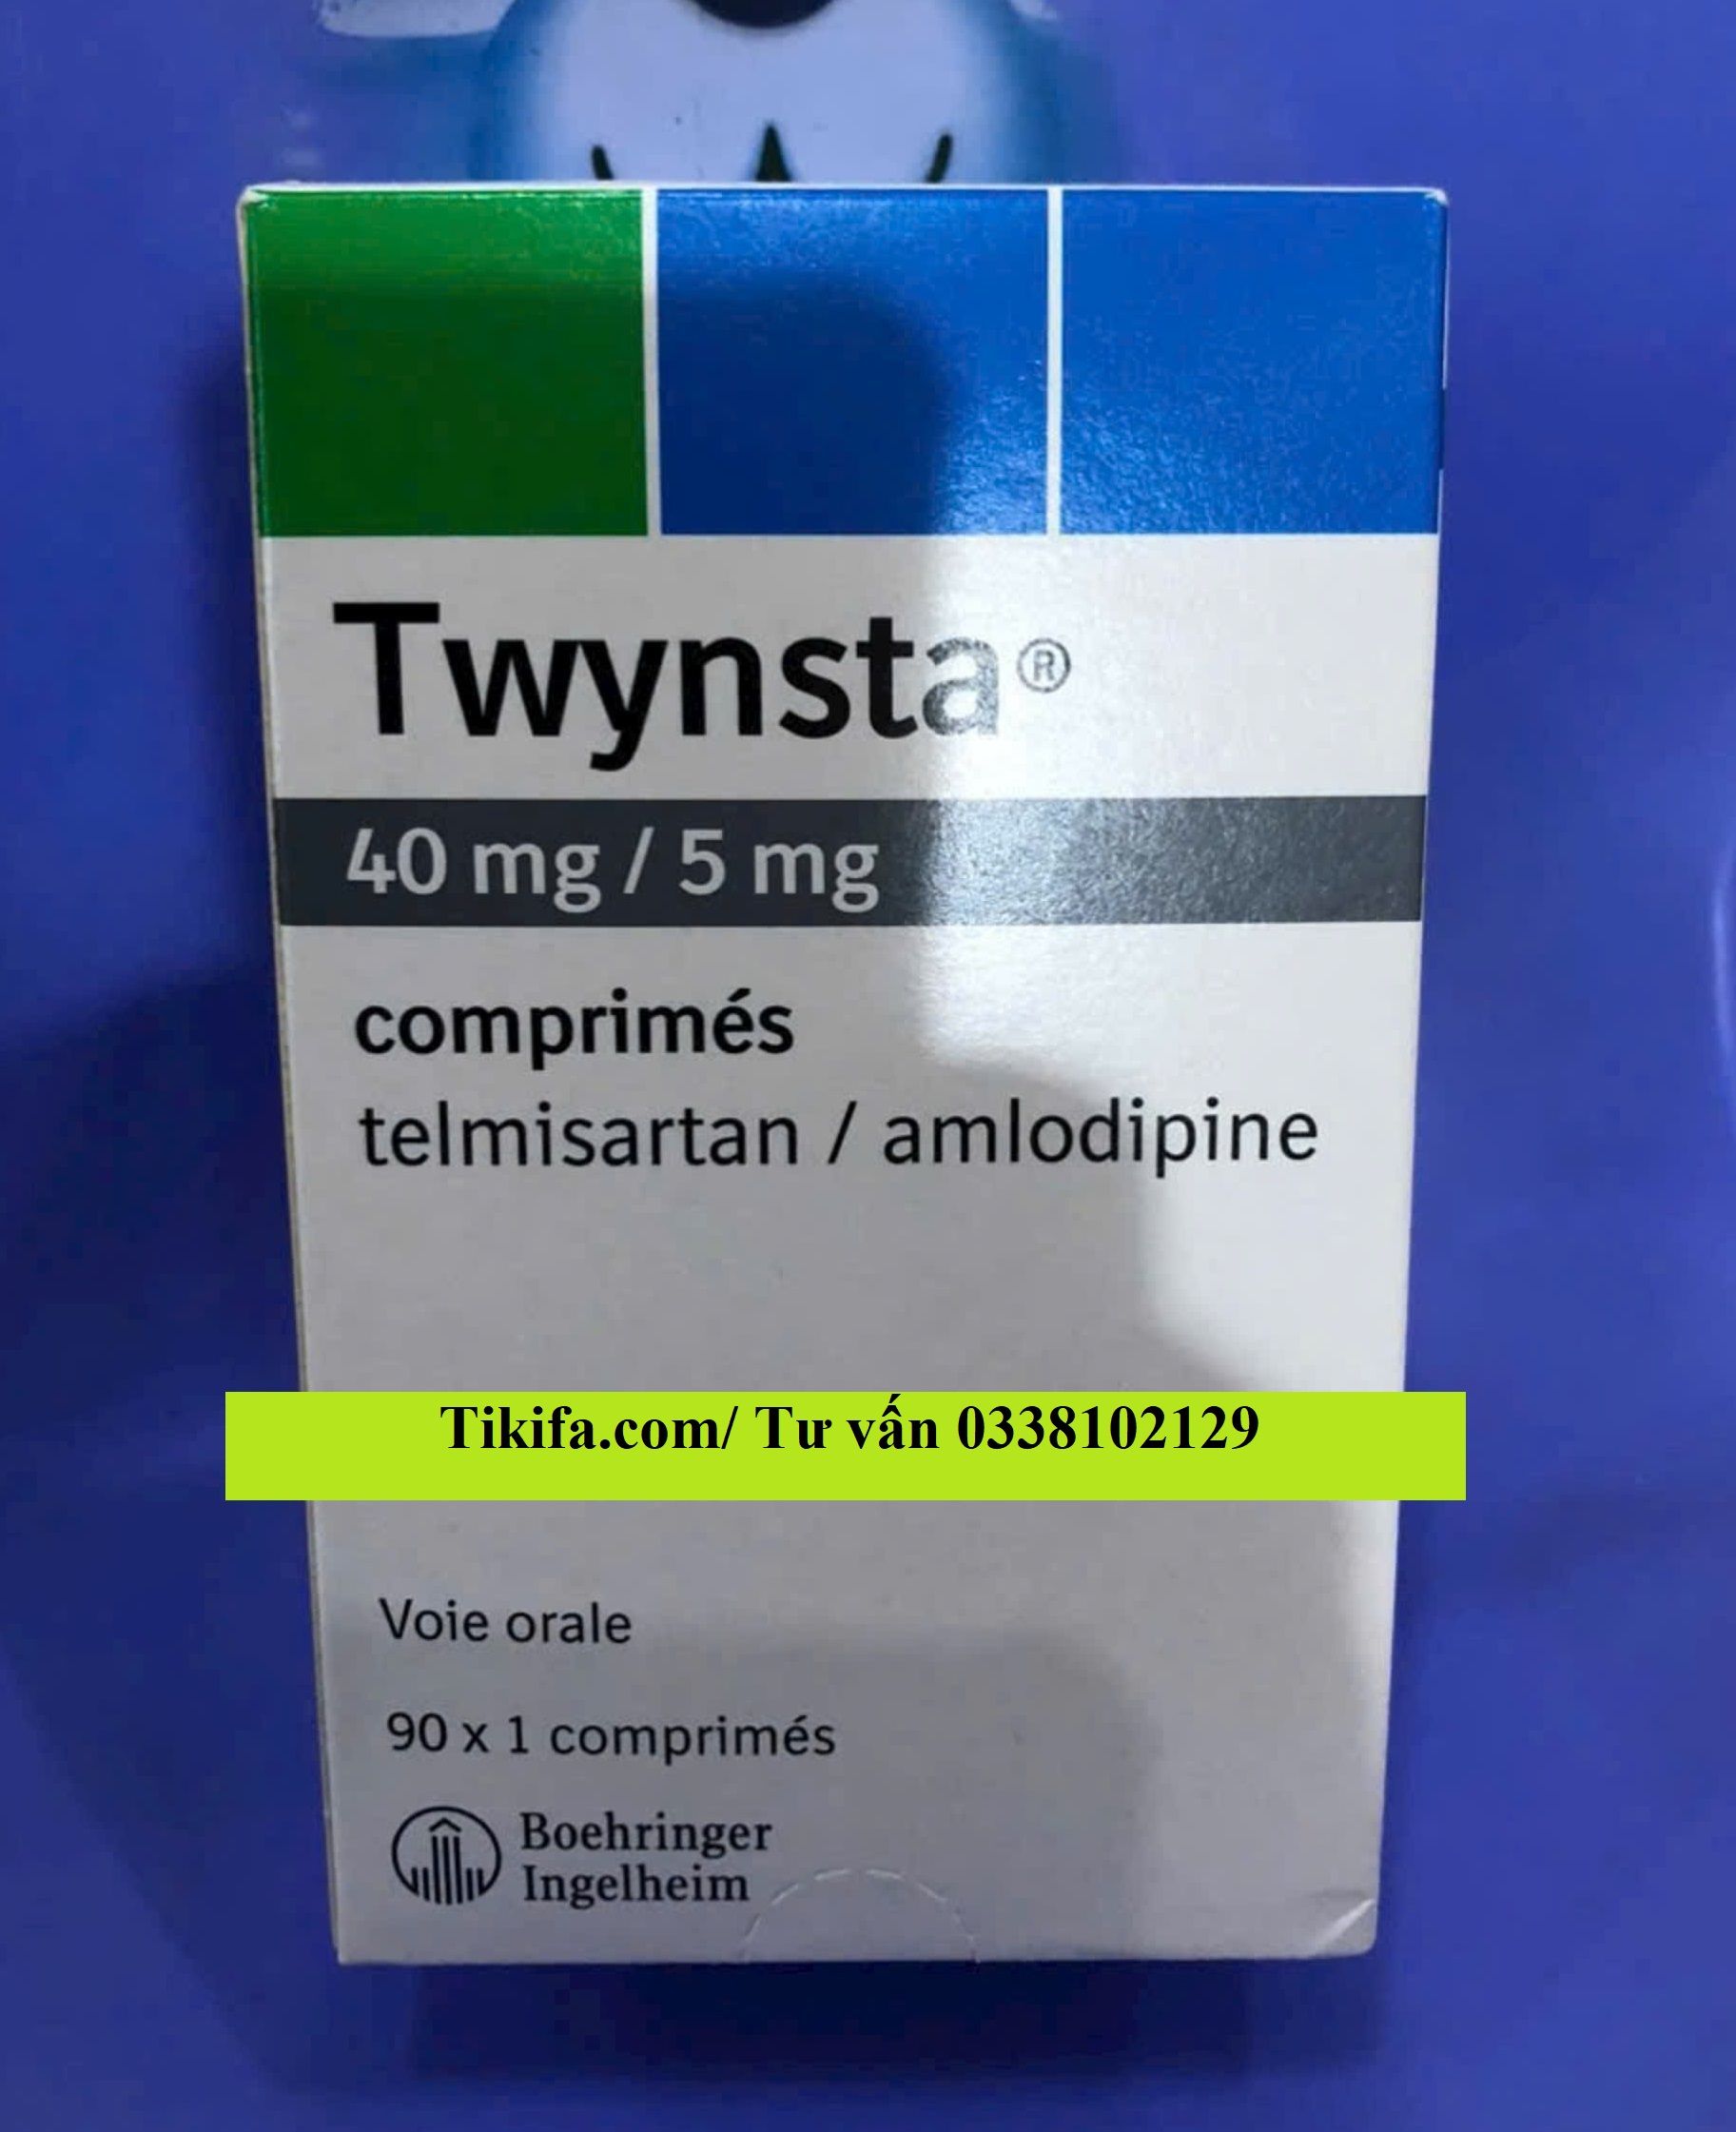 Twynsta®
40 mg / 5 mg
comprimés
telmisartan / amlodipine
Tikifa.com/ Tư vấn 0338102129
Voie orale
90 x 1 comprimés
Boehringer
Ingelheim